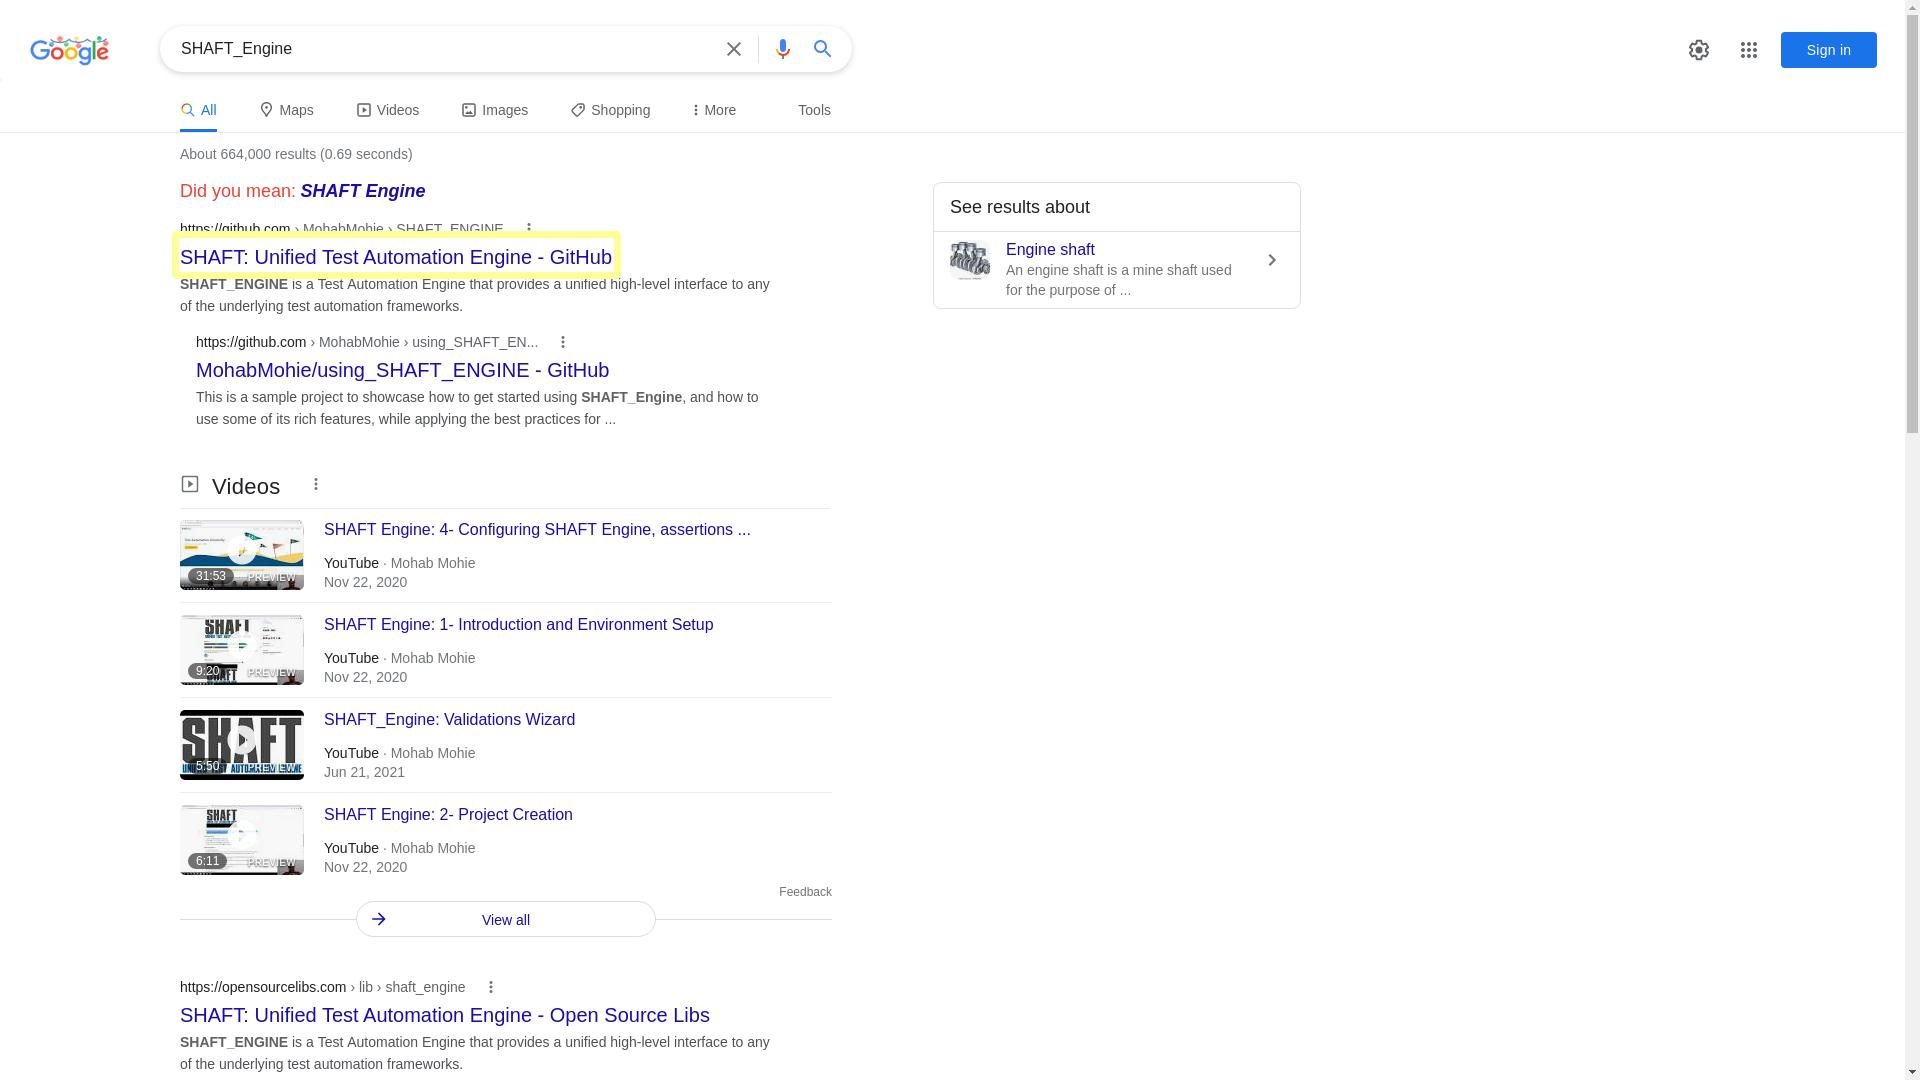 Google
SHAFT_Engine
Sign in
All
Maps
Videos
Images
Shopping
More
Tools
About 664,000 results (0.69 seconds)
Did you mean: SHAFT Engine
https://github.com › MohabMohie › SHAFT_ENGINE
SHAFT: Unified Test Automation Engine - GitHub
SHAFT_ENGINE is a Test Automation Engine that provides a unified high-level interface to any
of the underlying test automation frameworks.
https://github.com › MohabMohie › using_SHAFT_EN...
MohabMohie/using_SHAFT_ENGINE - GitHub
This is a sample project to showcase how to get started using SHAFT_Engine, and how to
use some of its rich features, while applying the best practices for ...
See results about
Engine shaft
An engine shaft is a mine shaft used
for the purpose of ...
Videos
31:53 PREVIEW
SHAFT Engine: 4- Configuring SHAFT Engine, assertions ...
YouTube · Mohab Mohie
Nov 22, 2020
SHAFT
9:20 PREVIEW
SHAFT Engine: 1- Introduction and Environment Setup
YouTube · Mohab Mohie
Nov 22, 2020
SHAFT
5:50 PREVIEW
SHAFT_Engine: Validations Wizard
YouTube · Mohab Mohie
Jun 21, 2021
SHAFT
6:11 PREVIEW
SHAFT Engine: 2- Project Creation
YouTube · Mohab Mohie
Nov 22, 2020
Feedback
View all
https://opensourcelibs.com › lib › shaft_engine
SHAFT: Unified Test Automation Engine - Open Source Libs
SHAFT_ENGINE is a Test Automation Engine that provides a unified high-level interface to any
of the underlying test automation frameworks.